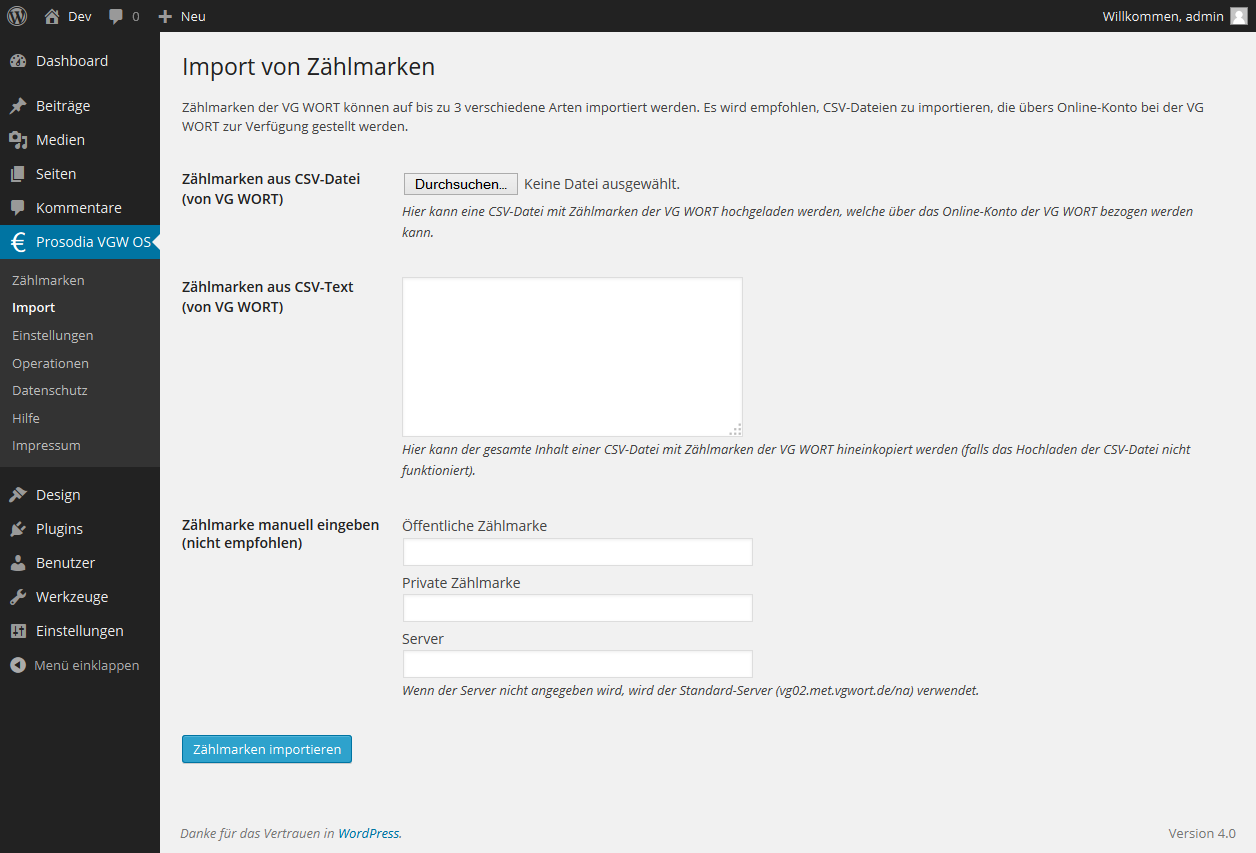 Dev 0 Neu Willkommen, admin
Dashboard
Beiträge
Medien
Seiten
Kommentare
Prosodia VGW OS
Zählmarken
Import
Einstellungen
Operationen
Datenschutz
Hilfe
Impressum
Design
Plugins
Benutzer
Werkzeuge
Einstellungen
Menü einklappen
Import von Zählmarken
Zählmarken der VG WORT können auf bis zu 3 verschiedene Arten importiert werden. Es wird empfohlen, CSV-Dateien zu importieren, die übers Online-Konto bei der VG
WORT zur Verfügung gestellt werden.
Zählmarken aus CSV-Datei
(von VG WORT)
Durchsuchen... Keine Datei ausgewählt.
Hier kann eine CSV-Datei mit Zählmarken der VG WORT hochgeladen werden, welche über das Online-Konto der VG WORT bezogen werden
kann.
Zählmarken aus CSV-Text
(von VG WORT)
Hier kann der gesamte Inhalt einer CSV-Datei mit Zählmarken der VG WORT hineinkopiert werden (falls das Hochladen der CSV-Datei nicht
funktioniert).
Zählmarke manuell eingeben
(nicht empfohlen)
Öffentliche Zählmarke
Private Zählmarke
Server
Wenn der Server nicht angegeben wird, wird der Standard-Server (vg02.met.vgwort.de/na) verwendet.
Zählmarken importieren
Danke für das Vertrauen in WordPress.
Version 4.0